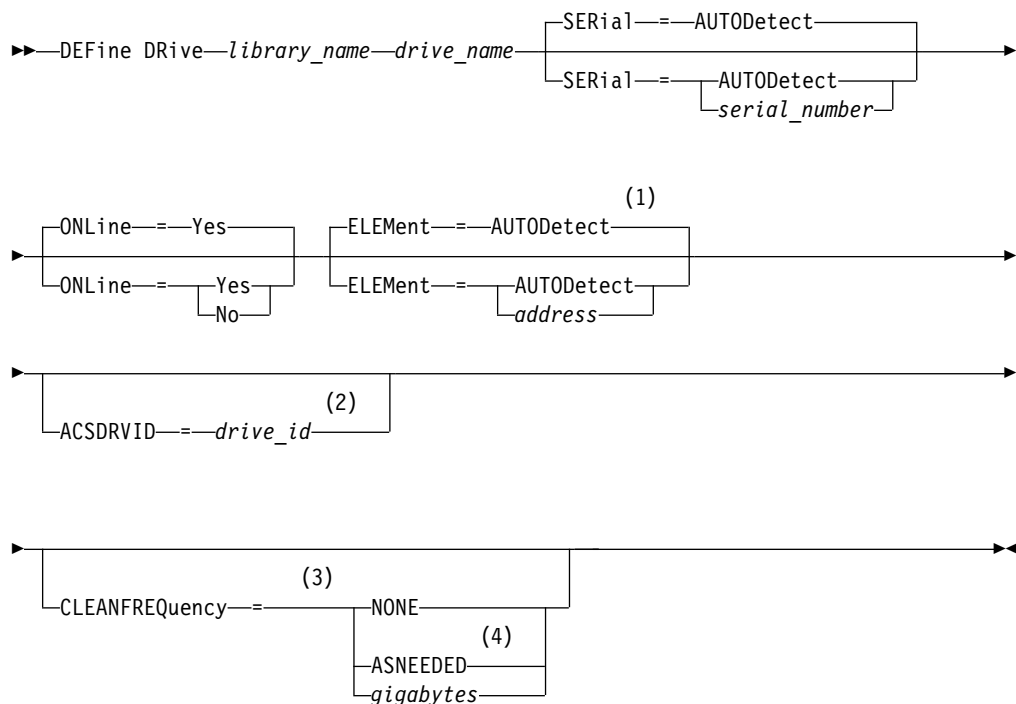 SERial = AUTODetect
DEFine DRive library_name drive_name
SERial = AUTODetect
serial_number
(1)
ONLine = Yes ELEMent = AUTODetect
ONLine = Yes ELEMent = AUTODetect
No address
(2)
ACSDRVID = drive_id
(3)
CLEANFREQuency = NONE
(4)
ASNEEDED
gigabytes